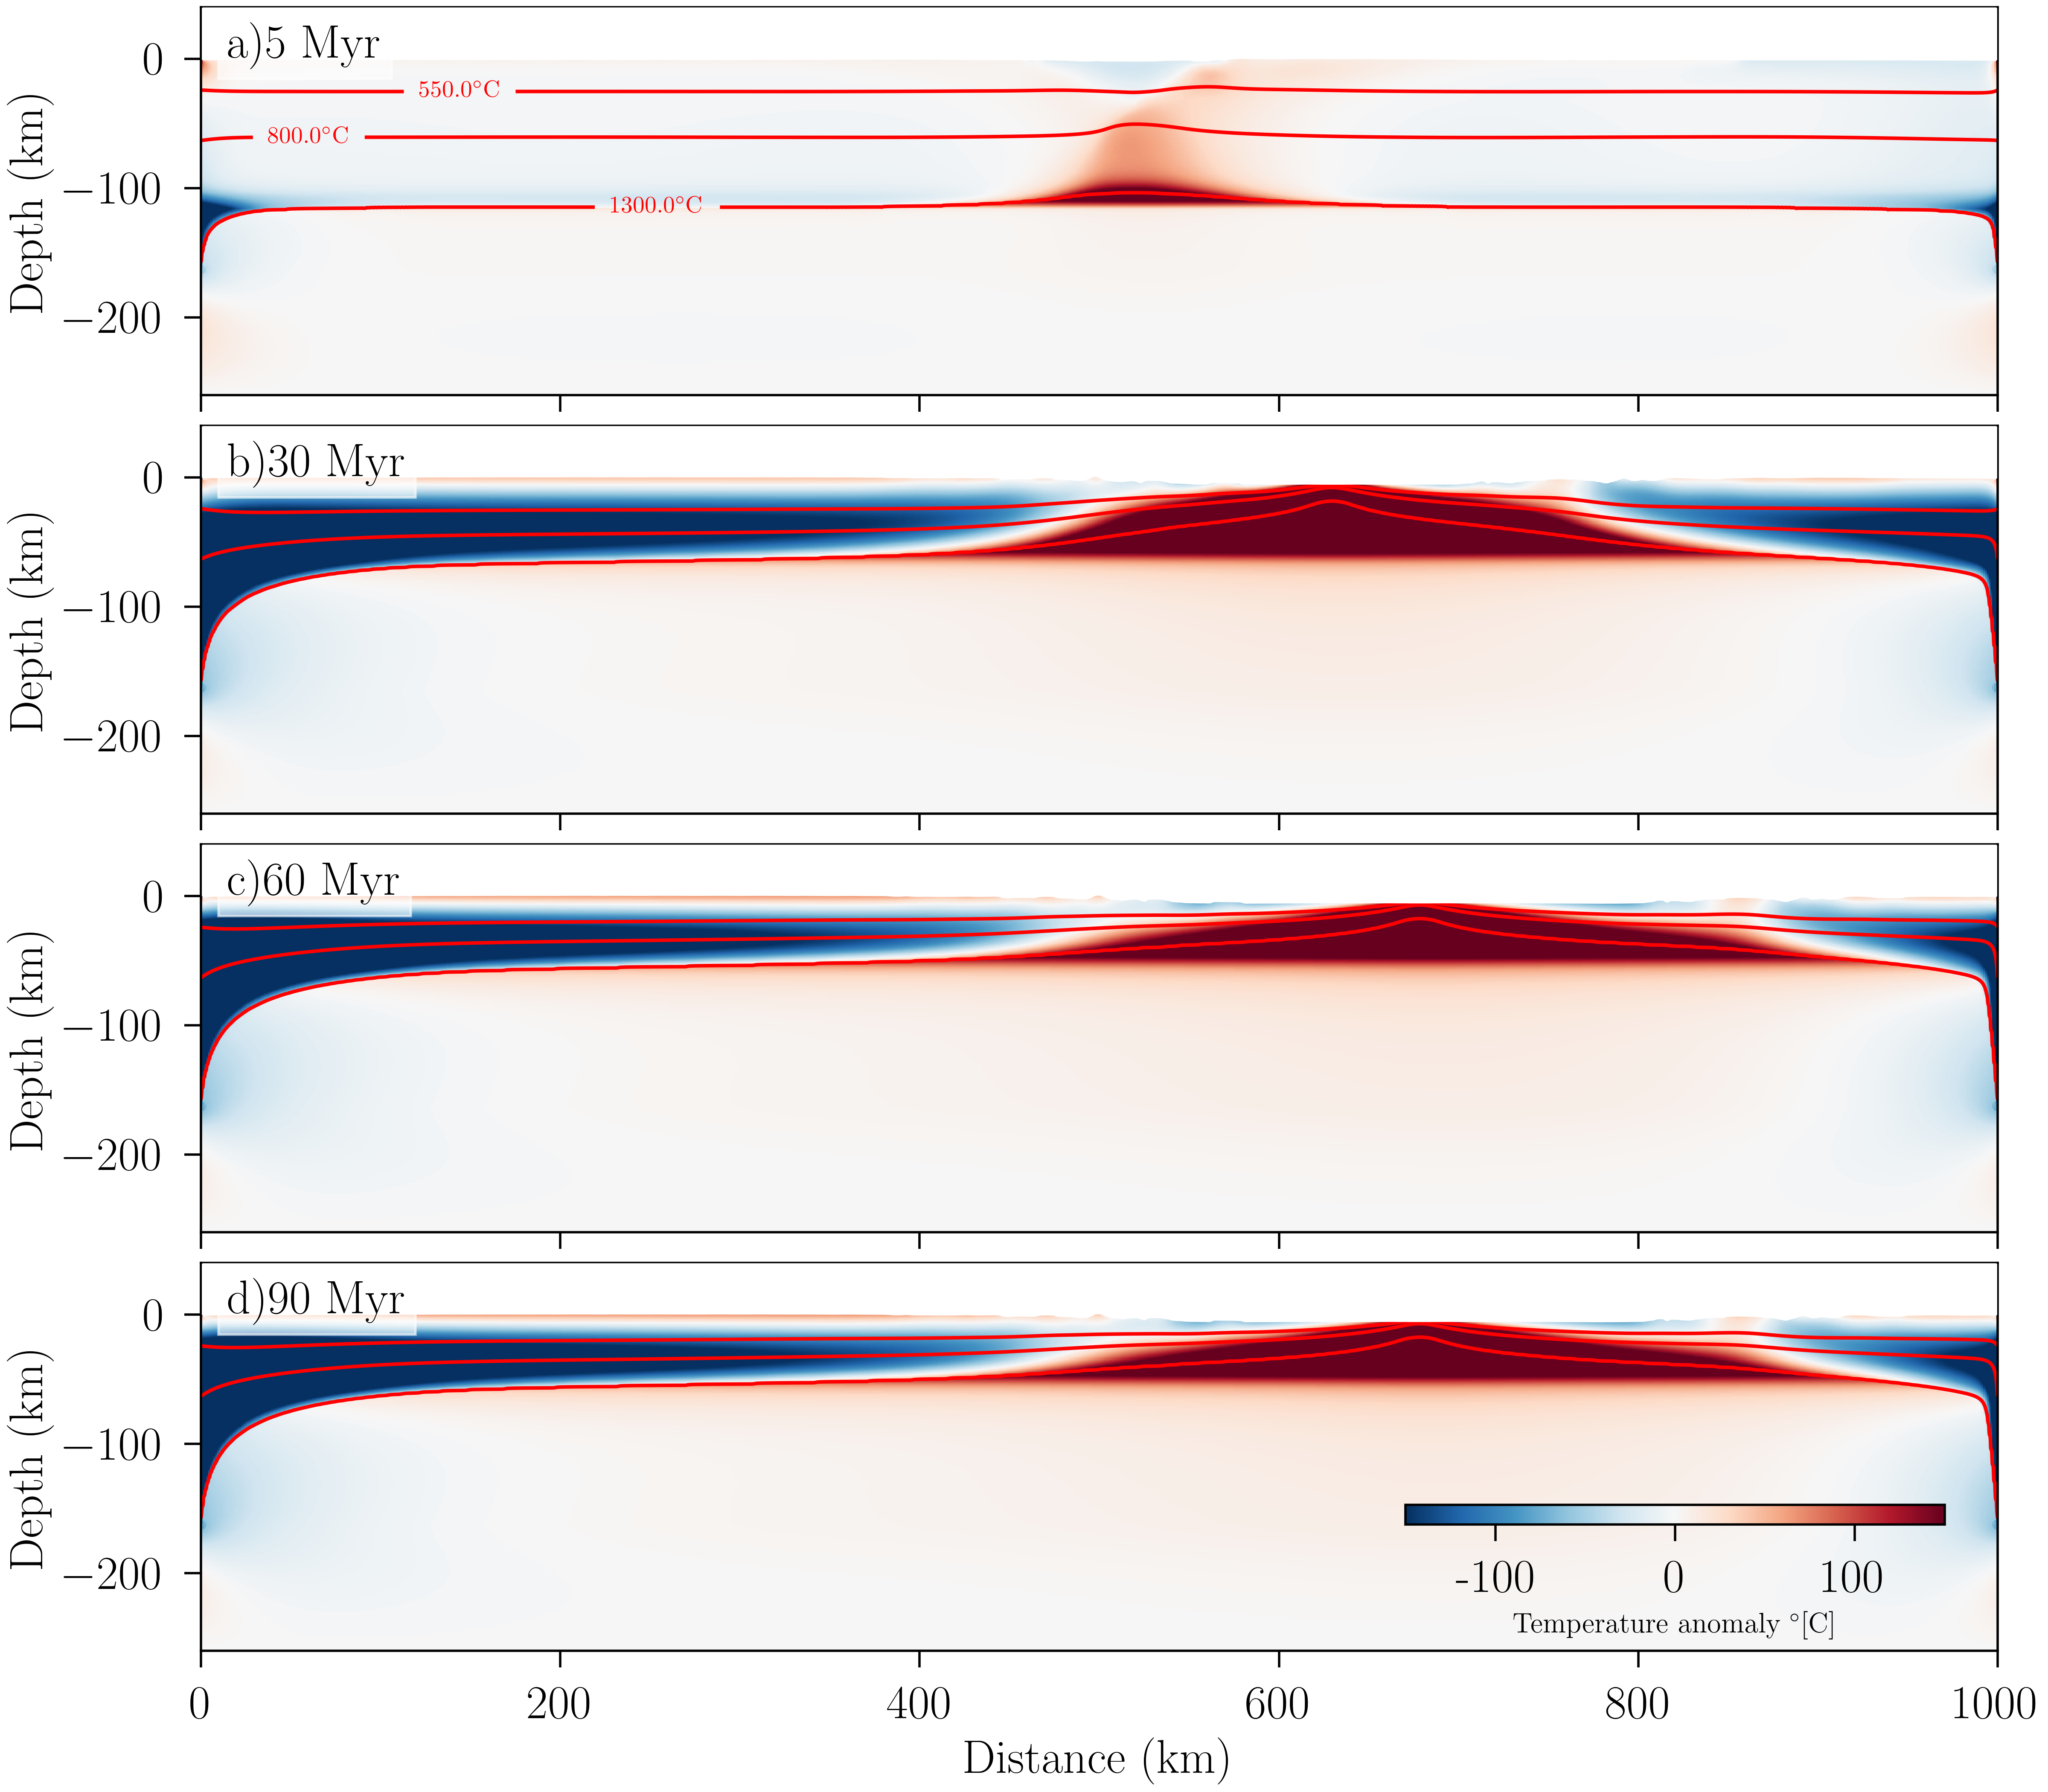 a)5 Myr
0
−100
−200
Depth (km)
550.0°C
800.0°C
1300.0°C
b)30 Myr
0
−100
−200
Depth (km)
c)60 Myr
0
−100
−200
Depth (km)
d)90 Myr
0
−100
−200
Depth (km)
-100 0 100
Temperature anomaly °[C]
0 200 400 600 800 1000
Distance (km)